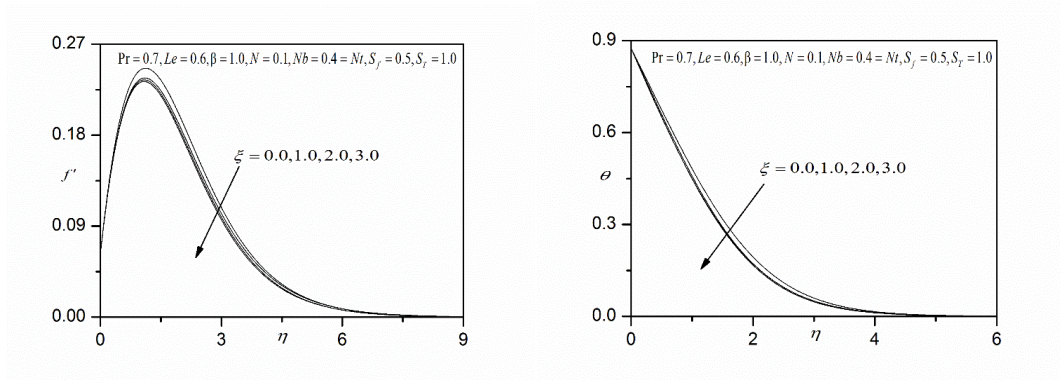 0.27
Pr = 0.7, Le = 0.6, β = 1.0, N = 0.1, Nb = 0.4 = Nt, S_f = 0.5, S_T = 1.0
0.18
ξ = 0.0, 1.0, 2.0, 3.0
f'
0.09
0.00
0 3 η 6 9
0.9
Pr = 0.7, Le = 0.6, β = 1.0, N = 0.1, Nb = 0.4 = Nt, S_f = 0.5, S_T = 1.0
0.6
ξ = 0.0, 1.0, 2.0, 3.0
θ
0.3
0.0
0 2 η 4 6